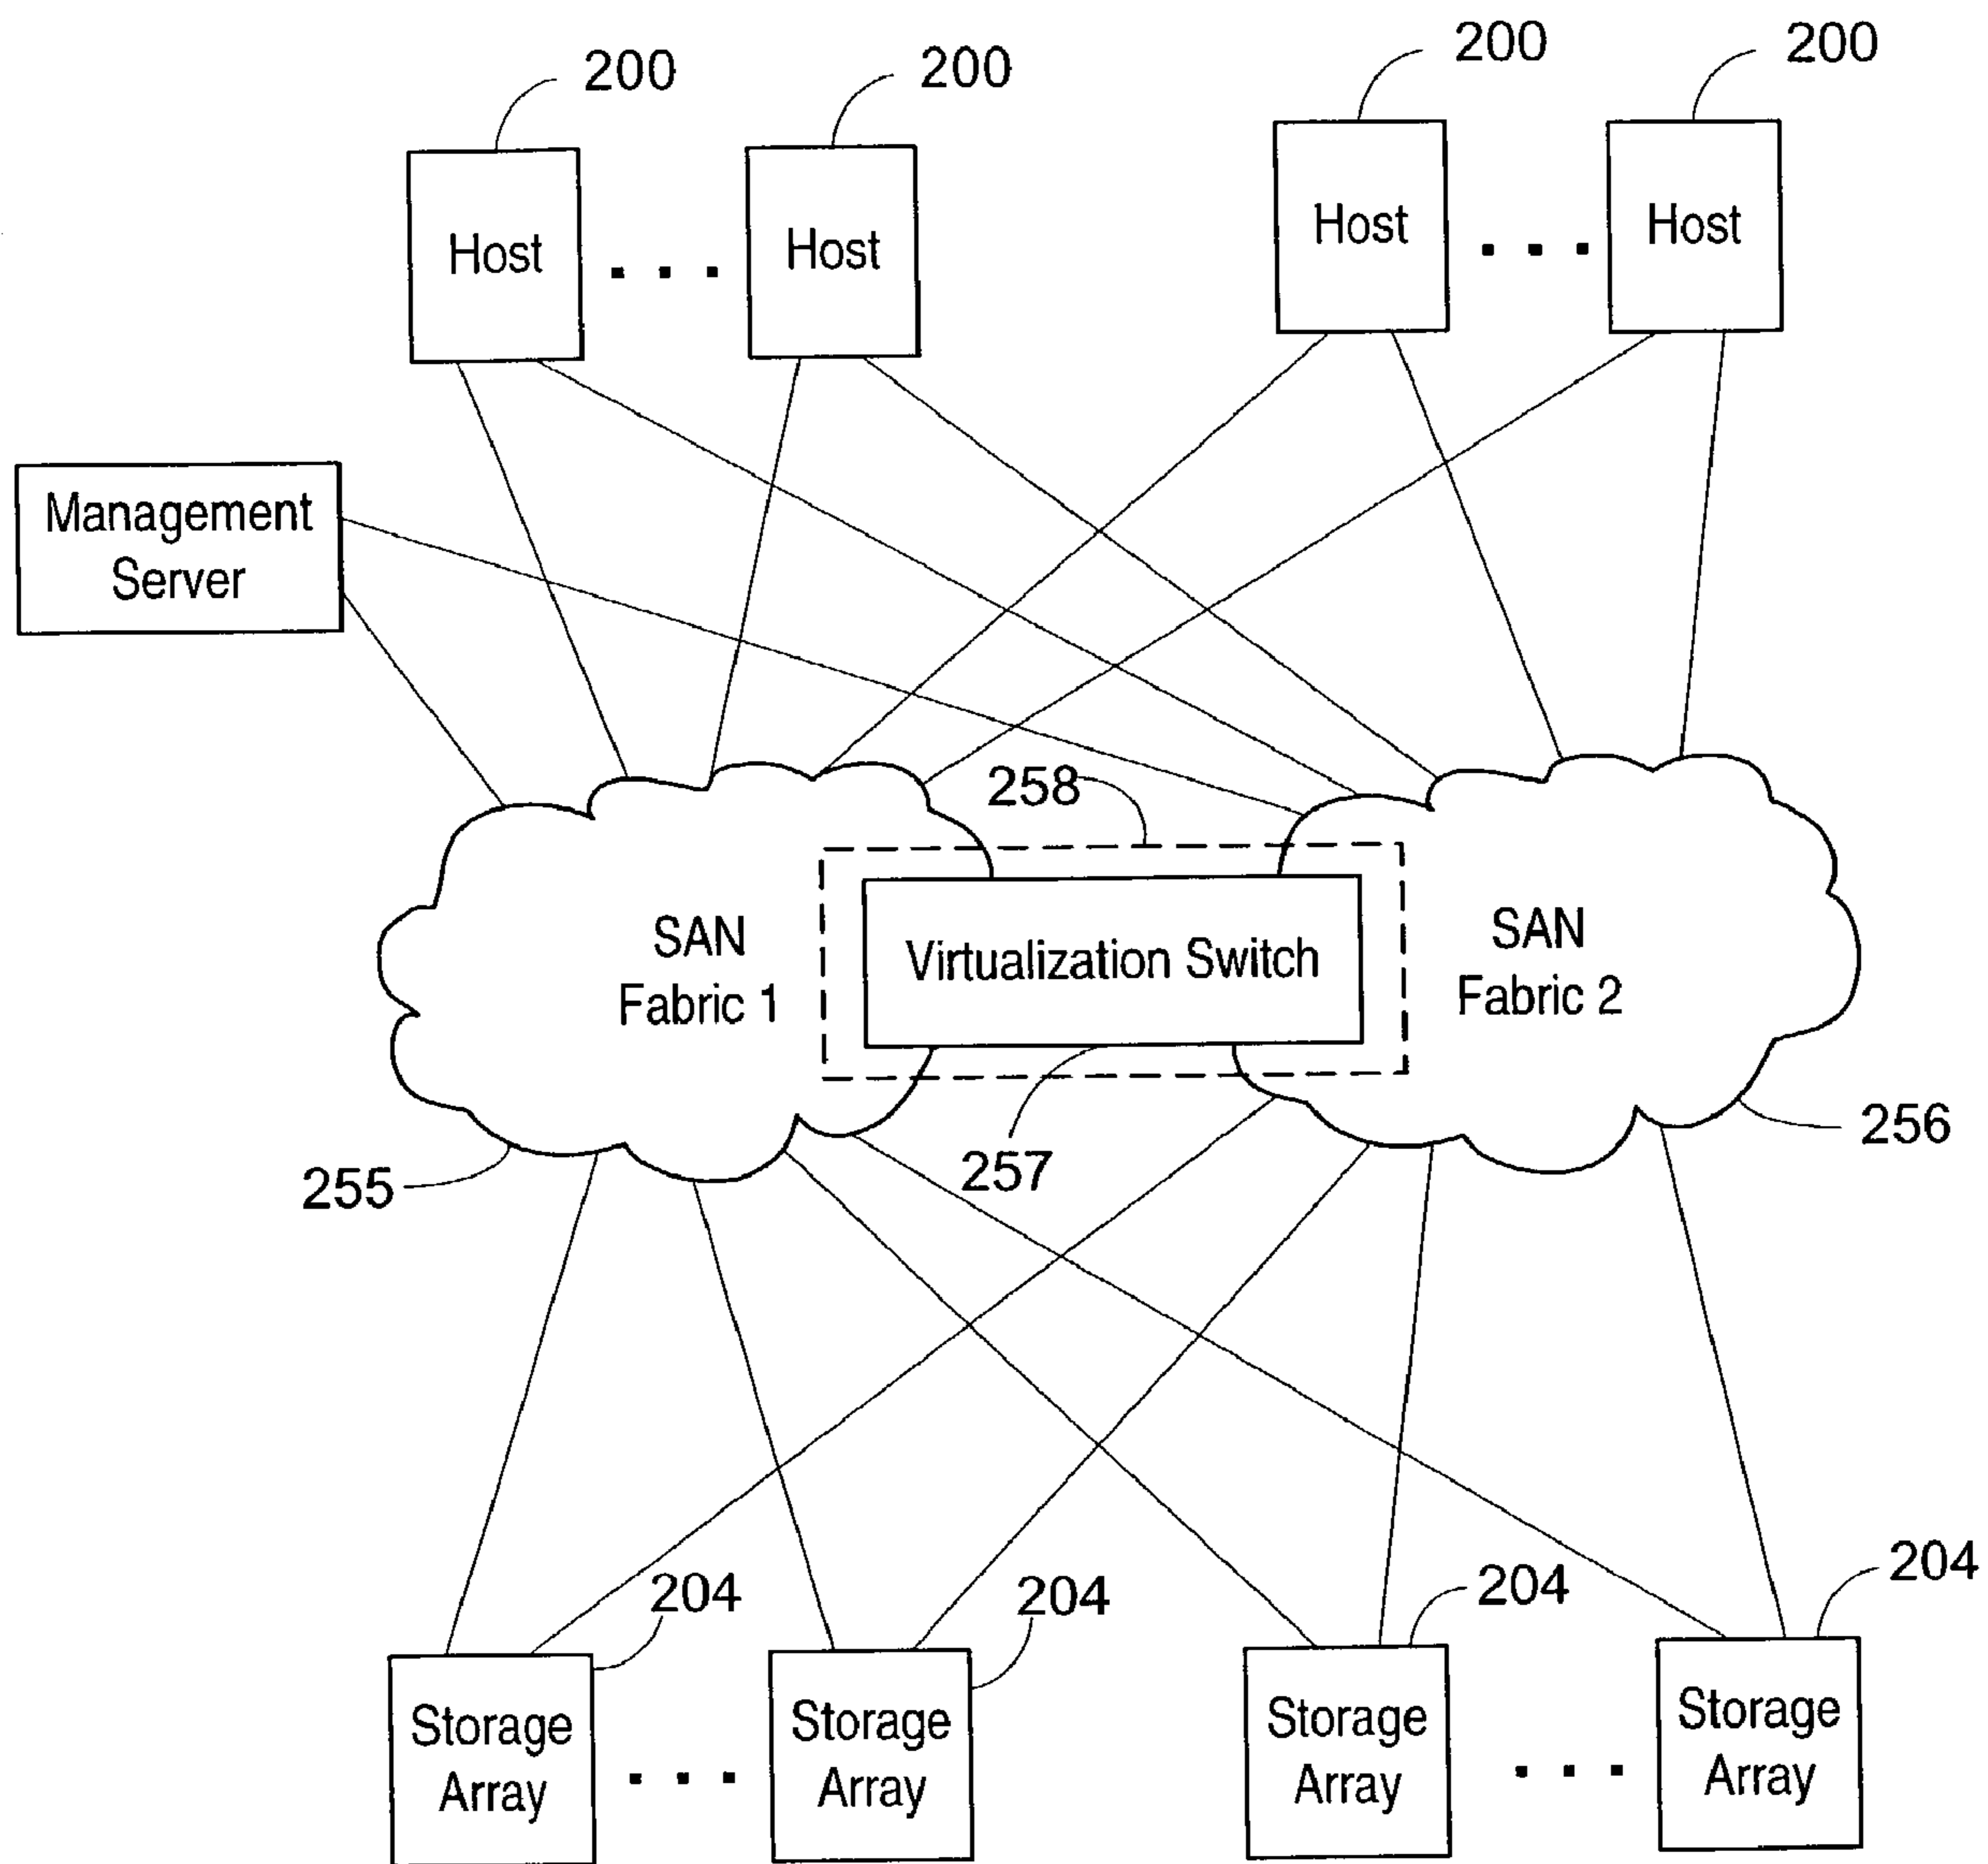 200
200
200
200
Host
. . .
Host
Host
. . .
Host
Management
Server
258
SAN
Fabric 1
Virtualization Switch
SAN
Fabric 2
255
257
256
204
204
204
204
Storage
Array
. . .
Storage
Array
Storage
Array
. . .
Storage
Array